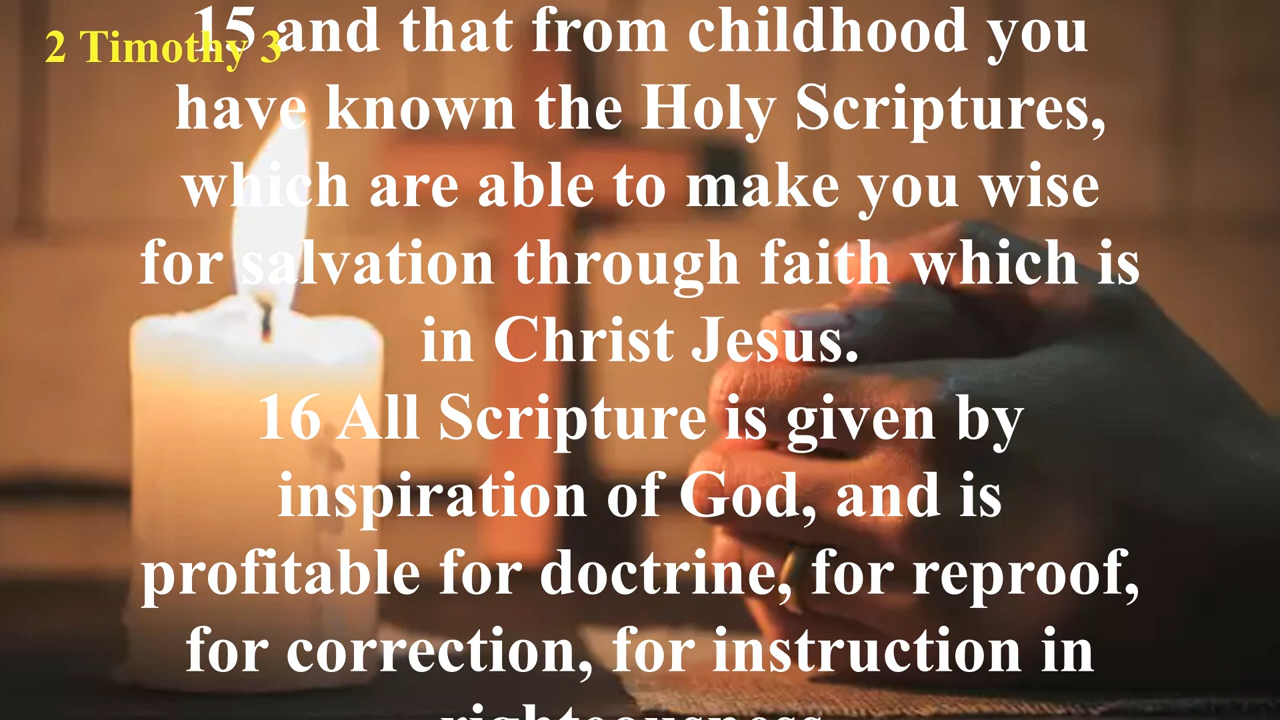 2 Timothy 3
15 and that from childhood you
have known the Holy Scriptures,
which are able to make you wise
for salvation through faith which is
in Christ Jesus.
16 All Scripture is given by
inspiration of God, and is
profitable for doctrine, for reproof,
for correction, for instruction in
righteousness